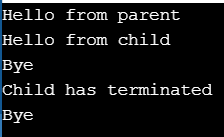 Hello from parent
Hello from child
Bye
Child has terminated
Bye